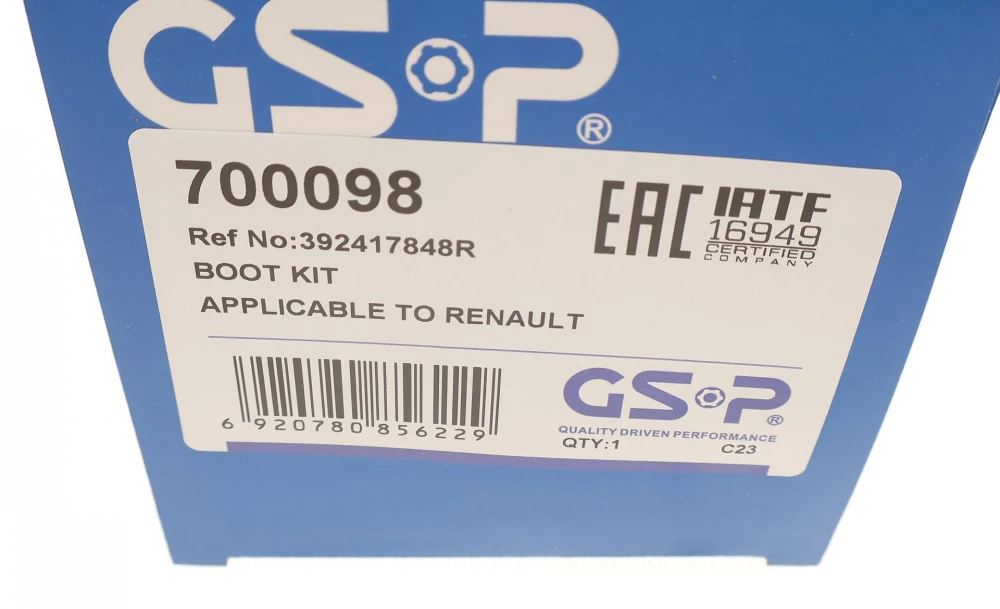 GSP®
700098
Ref No:392417848R
BOOT KIT
APPLICABLE TO RENAULT
EAC
IATF
16949
CERTIFIED
COMPANY
6 920780 856229
GSP®
QUALITY DRIVEN PERFORMANCE
QTY:1
C23